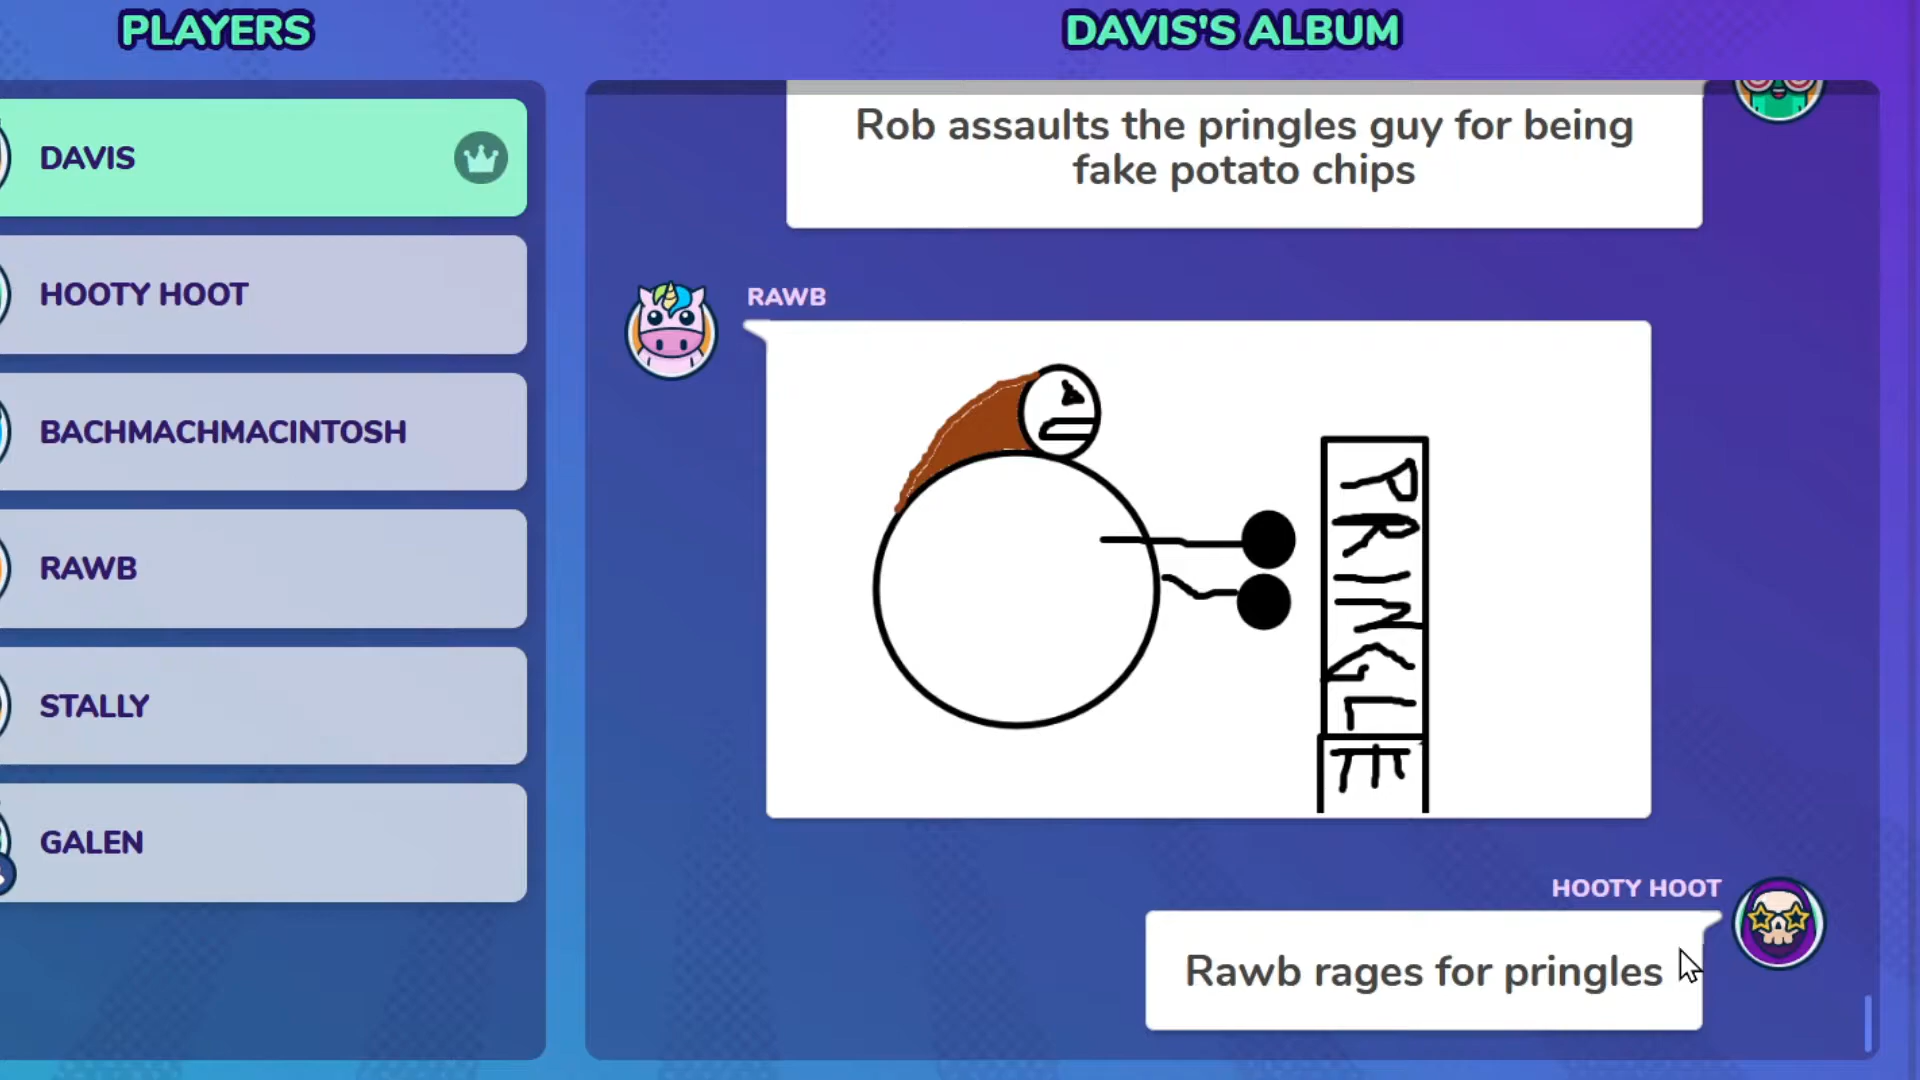 PLAYERS
DAVIS
HOOTY HOOT
BACHMACHMACINTOSH
RAWB
STALLY
GALEN
DAVIS'S ALBUM
Rob assaults the pringles guy for being
fake potato chips
RAWB
PRINGLE
HOOTY HOOT
Rawb rages for pringles